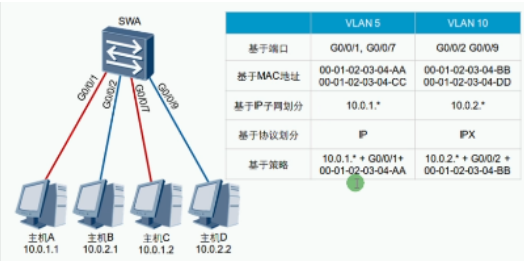 SWA
G0/0/1
G0/0/2
G0/0/7
G0/0/9
主机A
10.0.1.1
主机B
10.0.2.1
主机C
10.0.1.2
主机D
10.0.2.2
VLAN 5 VLAN 10
基于端口 G0/0/1, G0/0/7 G0/0/2 G0/0/9
基于MAC地址 00-01-02-03-04-AA 00-01-02-03-04-BB
00-01-02-03-04-CC 00-01-02-03-04-DD
基于IP子网划分 10.0.1.* 10.0.2.*
基于协议划分 IP IPX
基于策略 10.0.1.* + G0/0/1+ 10.0.2.* + G0/0/2 +
00-01-02-03-04-AA 00-01-02-03-04-BB